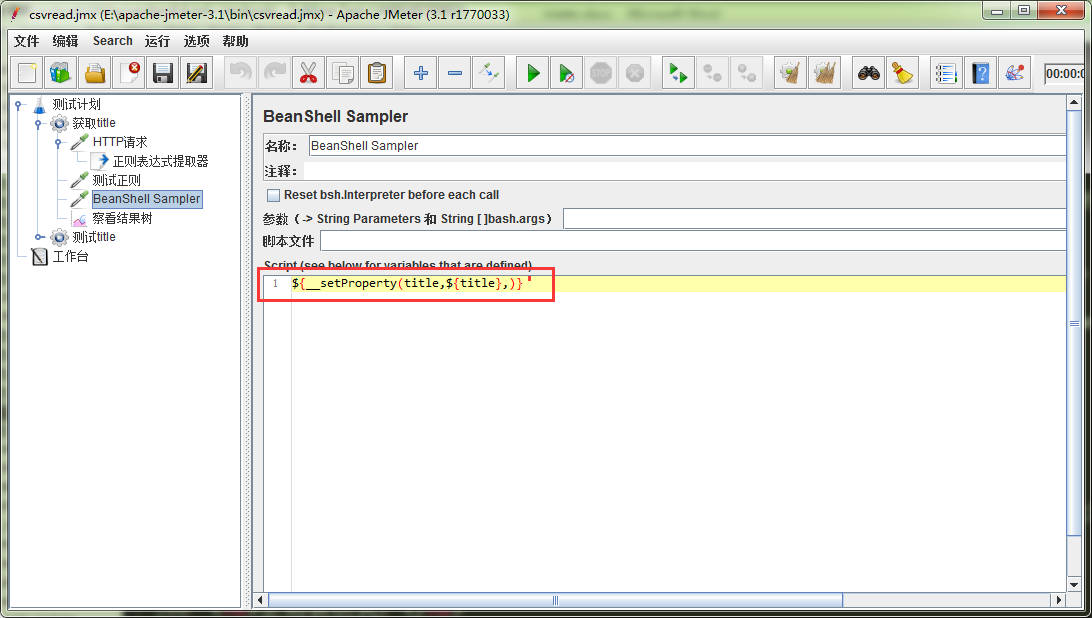 csvread.jmx (E:\apache-jmeter-3.1\bin\csvread.jmx) - Apache JMeter (3.1 r1770033)
文件 编辑 Search 运行 选项 帮助
STOP
00:00:0
测试计划
获取title
HTTP请求
正则表达式提取器
测试正则
BeanShell Sampler
察看结果树
测试title
工作台
BeanShell Sampler
名称： BeanShell Sampler
注释：
Reset bsh.Interpreter before each call
参数（-> String Parameters 和 String [ ]bash.args）
脚本文件
Script (see below for variables that are defined)
1 ${__setProperty(title,${title},)}